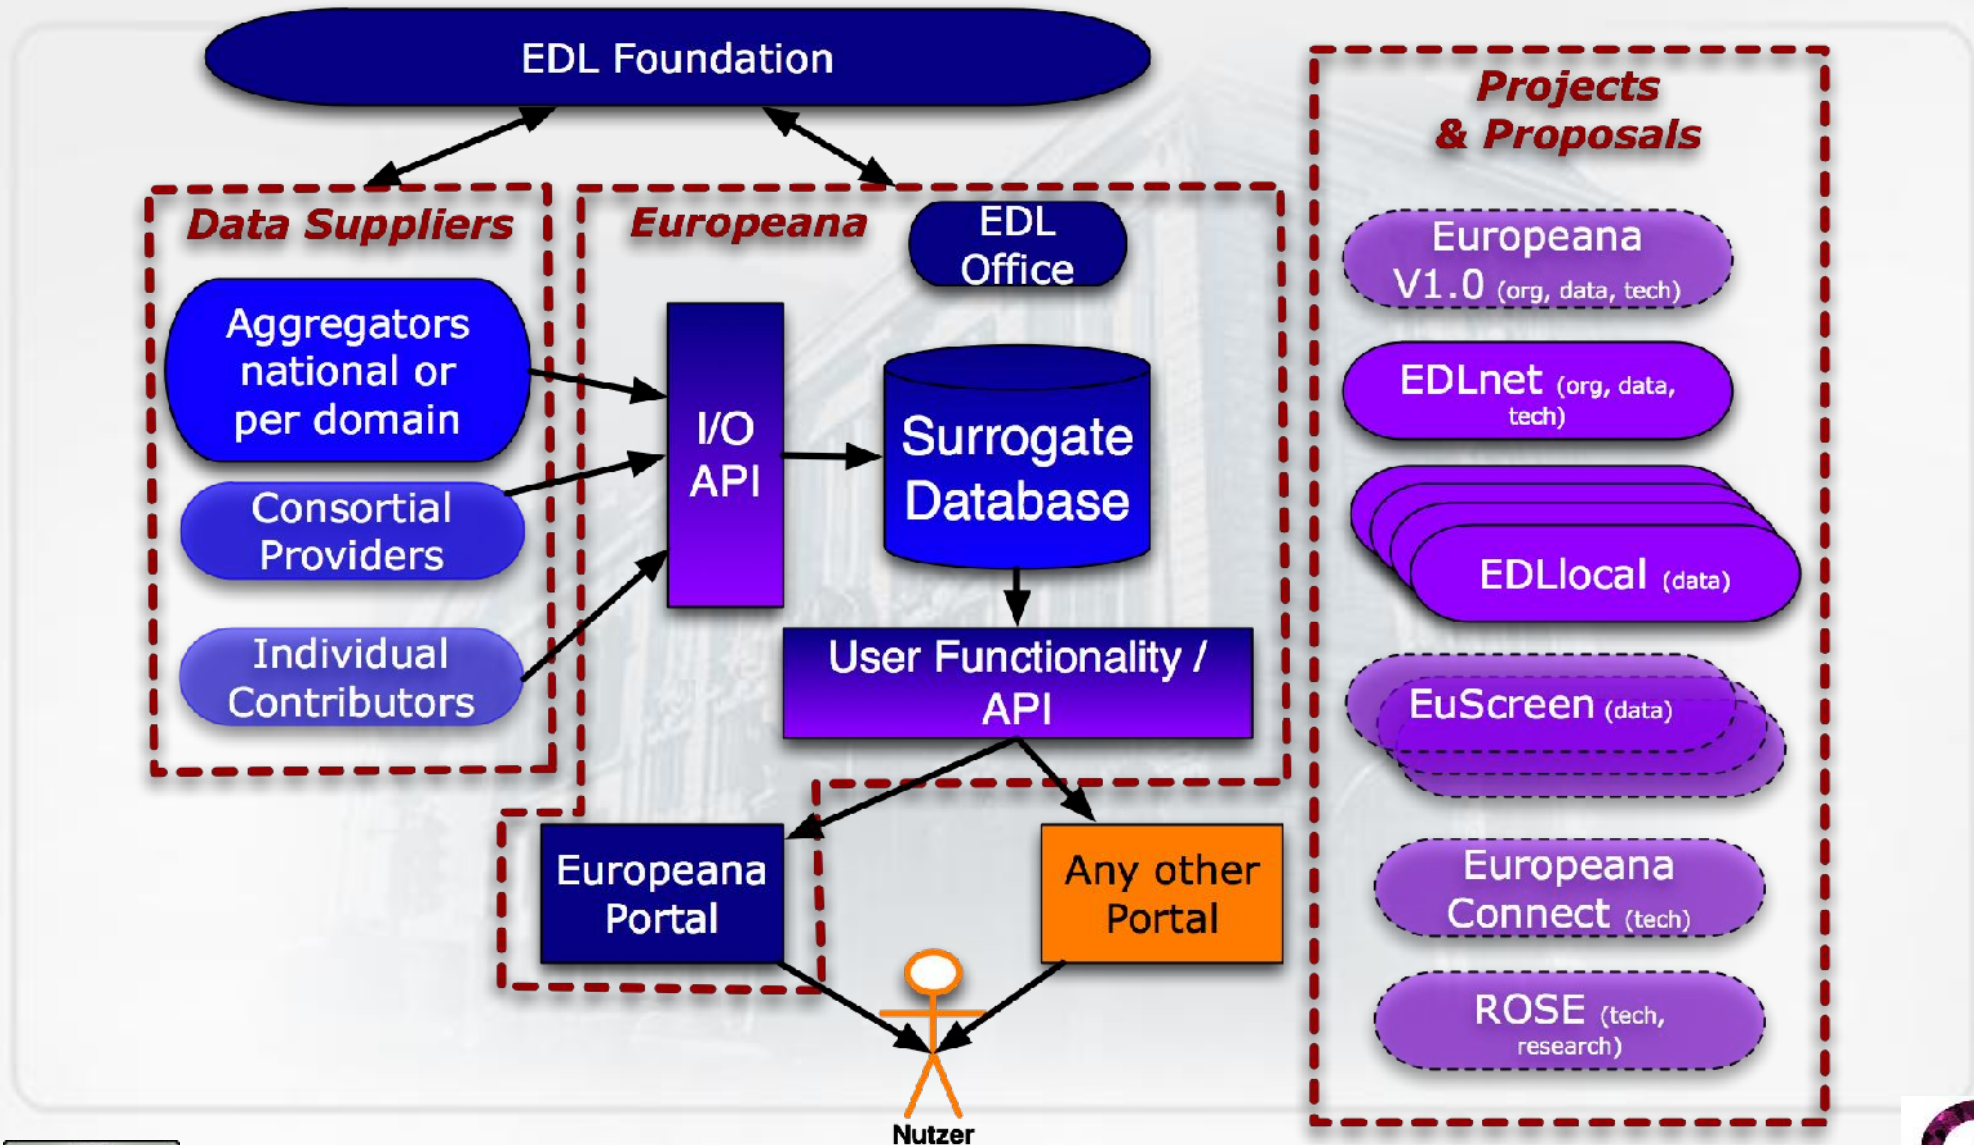 EDL Foundation
Data Suppliers
Aggregators
national or
per domain
Consortial
Providers
Individual
Contributors
Europeana
EDL
Office
I/O
API
Surrogate
Database
User Functionality /
API
Europeana
Portal
Any other
Portal
Nutzer
Projects
& Proposals
Europeana
V1.0 (org, data, tech)
EDLnet (org, data,
tech)
EDLlocal (data)
EuScreen (data)
Europeana
Connect (tech)
ROSE (tech,
research)